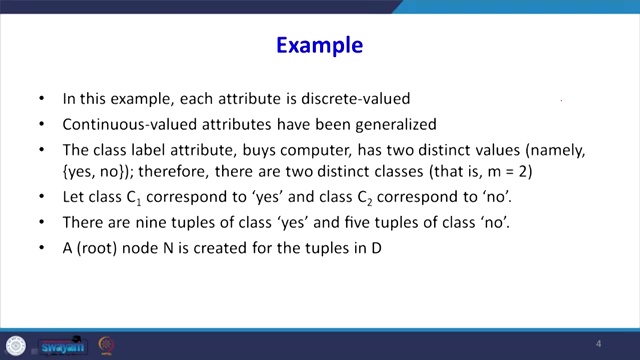 Example
• In this example, each attribute is discrete-valued
• Continuous-valued attributes have been generalized
• The class label attribute, buys computer, has two distinct values (namely,
{yes, no}); therefore, there are two distinct classes (that is, m = 2)
• Let class C₁ correspond to ‘yes’ and class C₂ correspond to ‘no’.
• There are nine tuples of class ‘yes’ and five tuples of class ‘no’.
• A (root) node N is created for the tuples in D
swayam
4